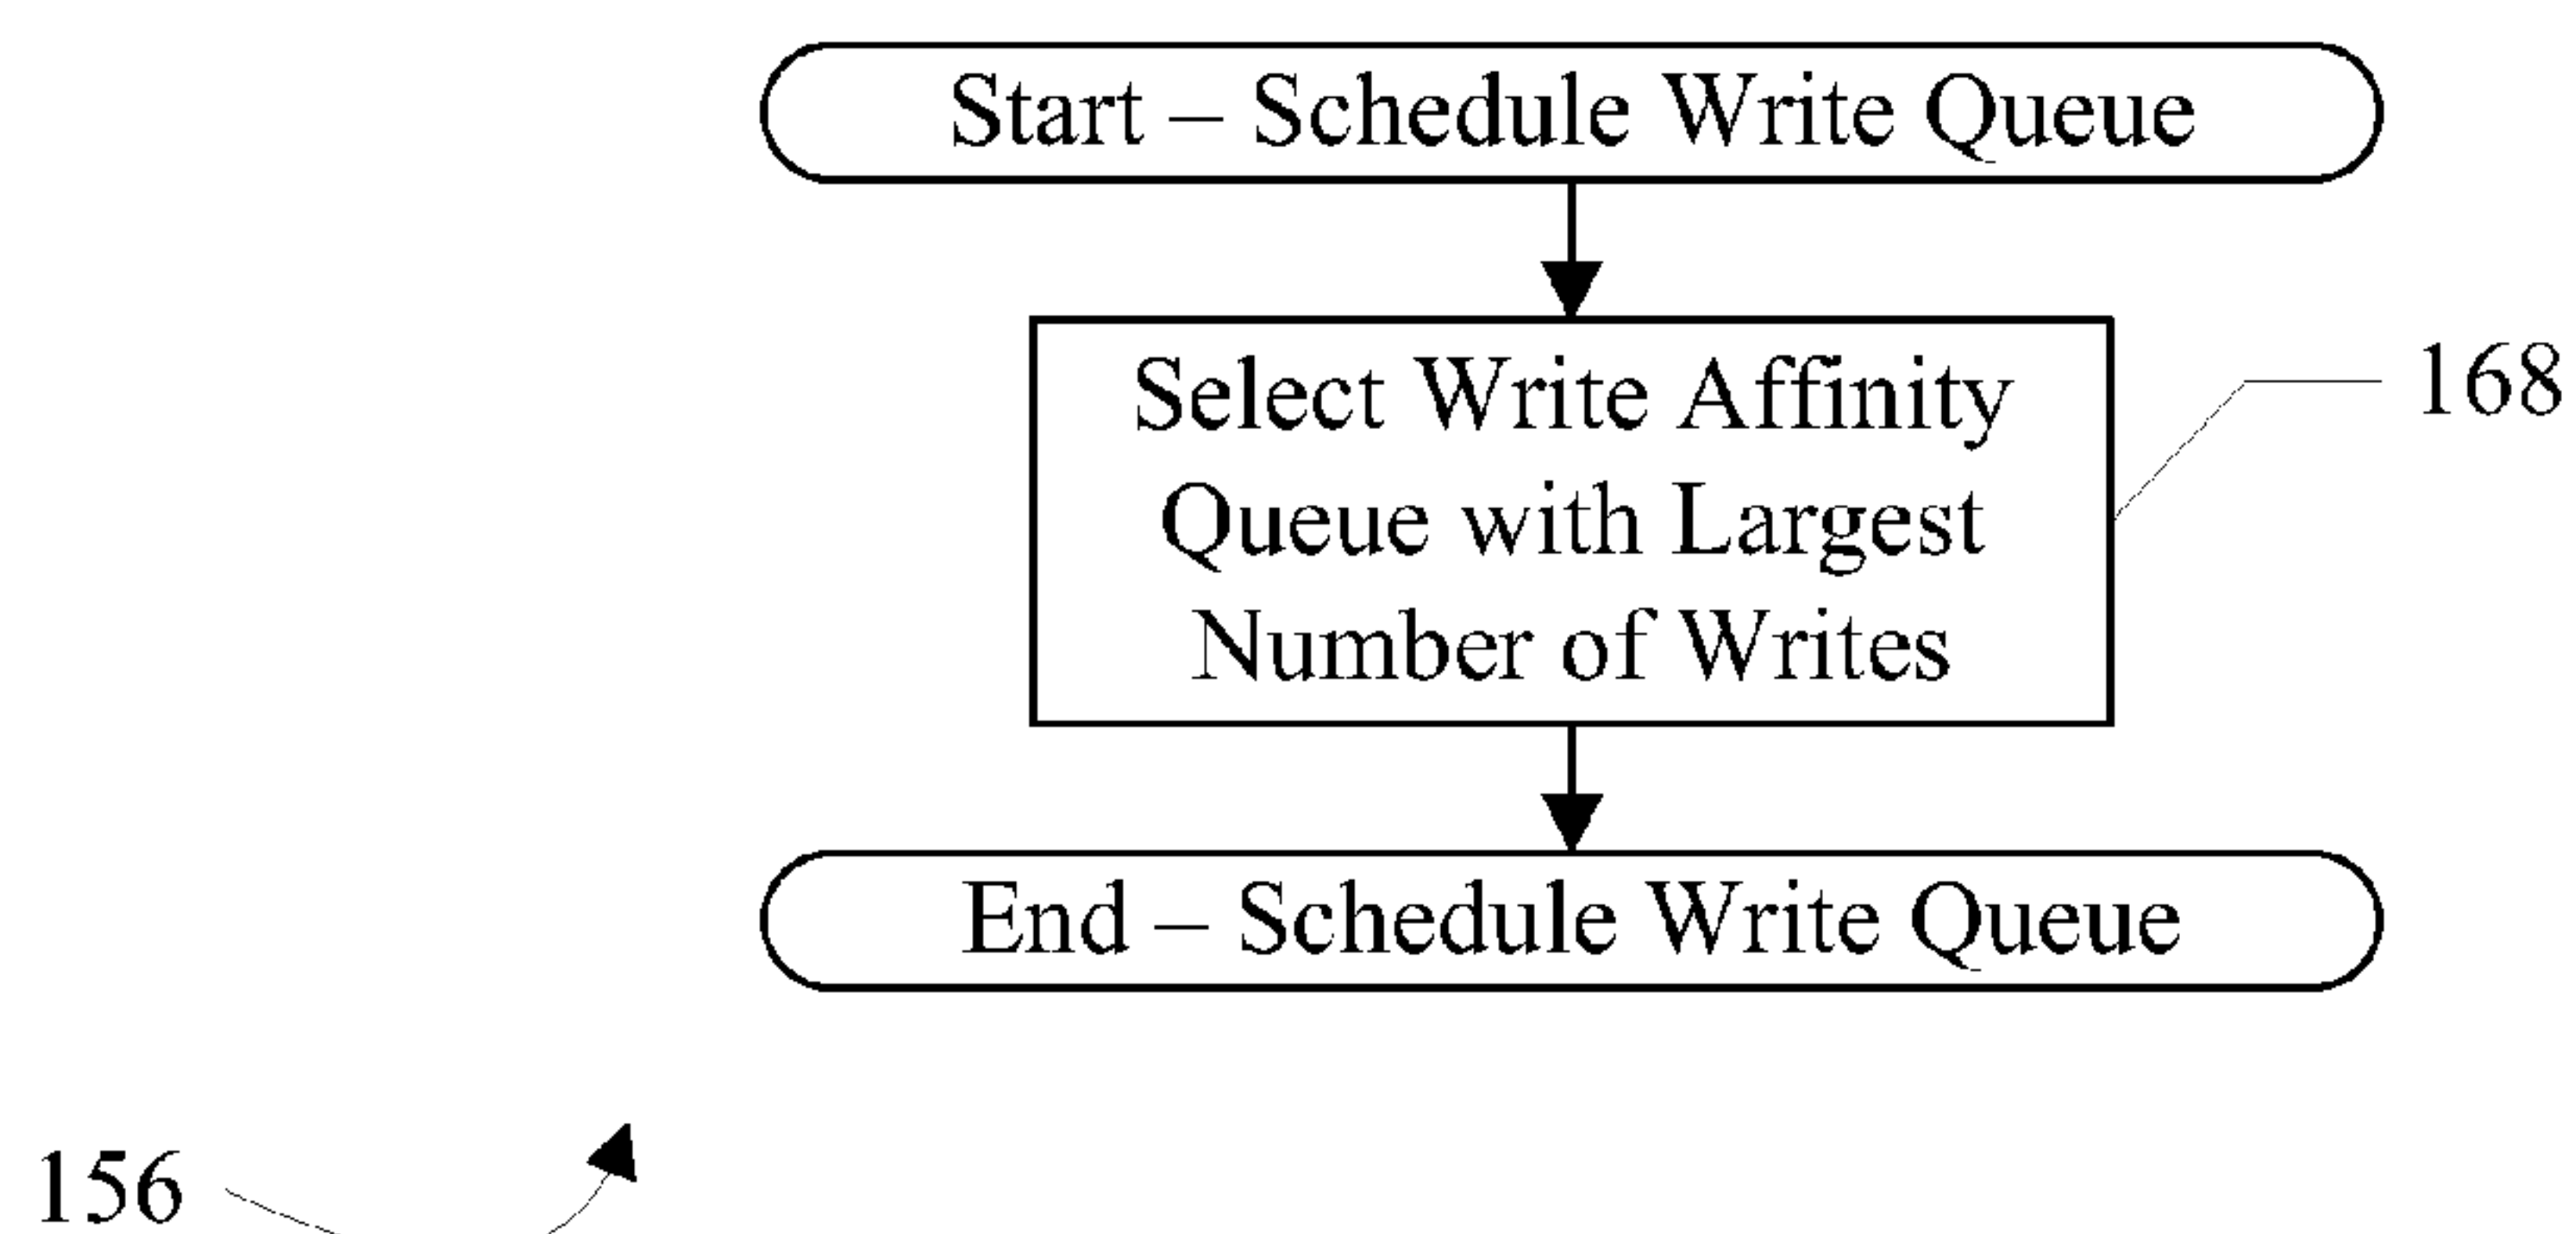 Start – Schedule Write Queue
Select Write Affinity
Queue with Largest
Number of Writes
168
End – Schedule Write Queue
156